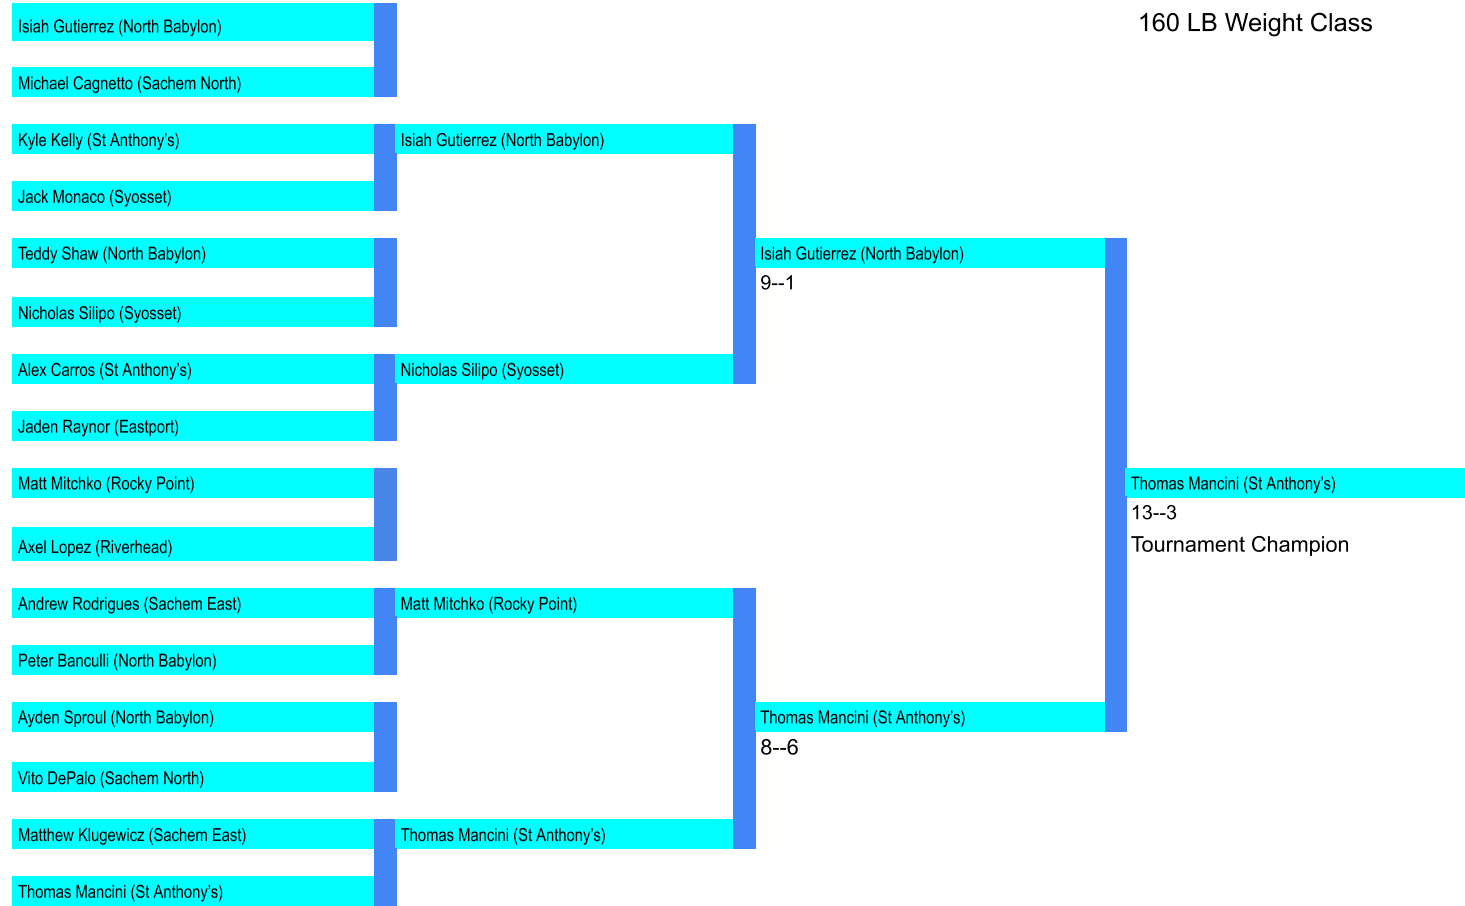 160 LB Weight Class
Isiah Gutierrez (North Babylon)
Michael Cagnetto (Sachem North)
Kyle Kelly (St Anthony’s)
Jack Monaco (Syosset)
Teddy Shaw (North Babylon)
Nicholas Silipo (Syosset)
Alex Carros (St Anthony’s)
Jaden Raynor (Eastport)
Matt Mitchko (Rocky Point)
Axel Lopez (Riverhead)
Andrew Rodrigues (Sachem East)
Peter Banculli (North Babylon)
Ayden Sproul (North Babylon)
Vito DePalo (Sachem North)
Matthew Klugewicz (Sachem East)
Thomas Mancini (St Anthony’s)
Isiah Gutierrez (North Babylon)
Nicholas Silipo (Syosset)
Matt Mitchko (Rocky Point)
Thomas Mancini (St Anthony’s)
Isiah Gutierrez (North Babylon)
9--1
Thomas Mancini (St Anthony’s)
8--6
Thomas Mancini (St Anthony’s)
13--3
Tournament Champion